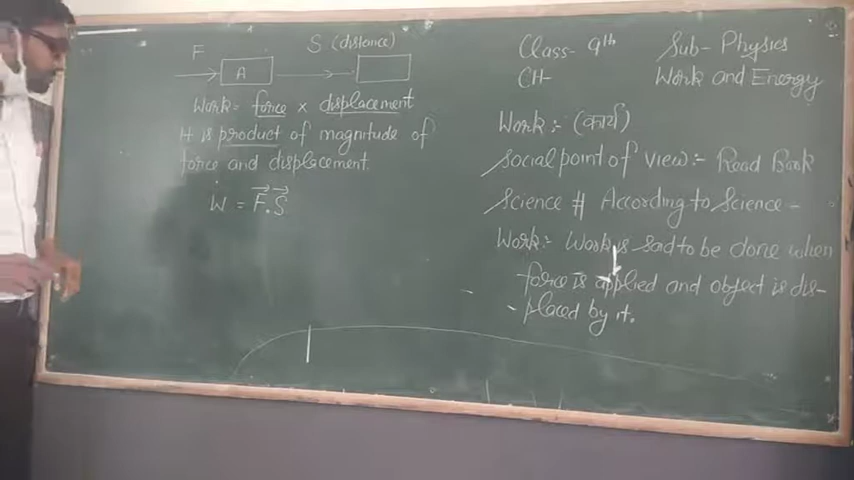 F
S (distance)
A
Work = force × displacement
It is product of magnitude of
force and displacement.
W = F⃗.S⃗
Class- 9th Sub- Physics
CH- Work and Energy
Work:- (कार्य)
Social point of view:- Read Book
Science # According to Science -
Work:- Work is said to be done when
force is applied and object is dis-
-placed by it.